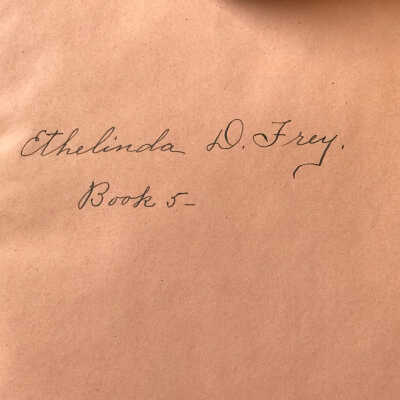 Ethelinda D. Frey.
Book 5-